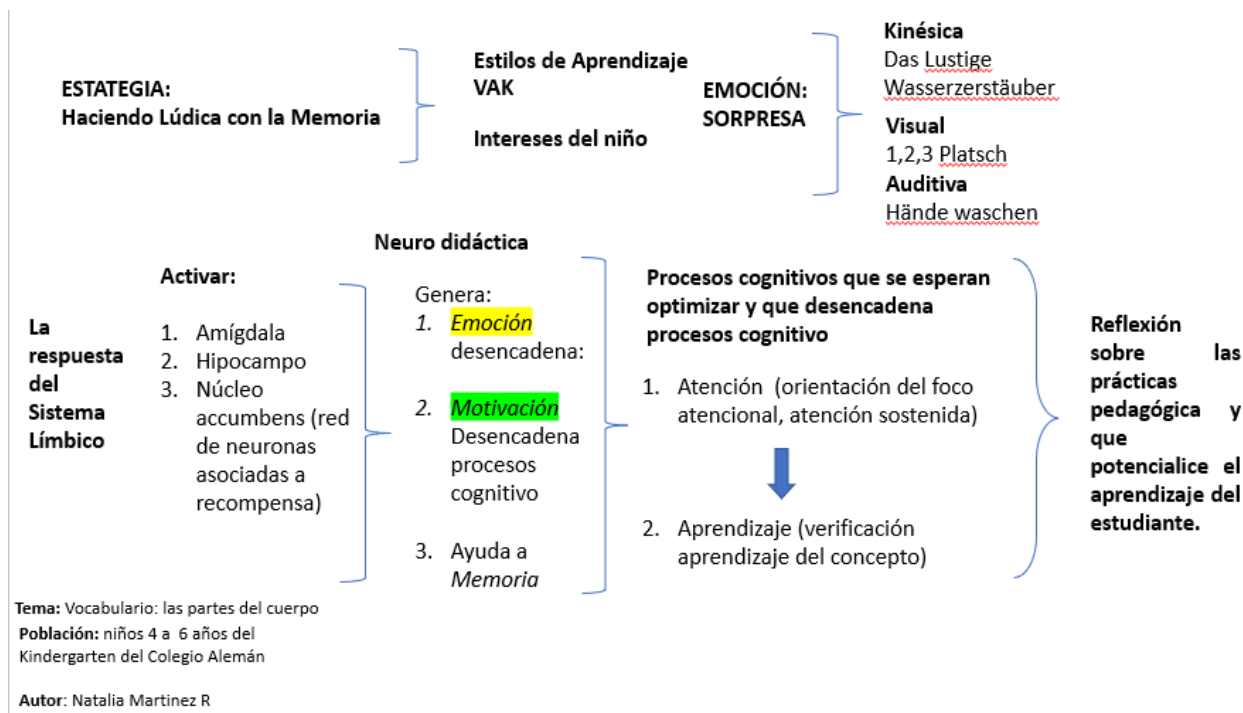 ESTATEGIA:
Haciendo Lúdica con la Memoria
Estilos de Aprendizaje
VAK
Intereses del niño
EMOCIÓN:
SORPRESA
Kinésica
Das Lustige
Wasserzerstäuber
Visual
1,2,3 Platsch
Auditiva
Hände waschen
Neuro didáctica
La
respuesta
del
Sistema
Límbico
Activar:
1. Amígdala
2. Hipocampo
3. Núcleo
accumbens (red
de neuronas
asociadas a
recompensa)
Genera:
1. Emoción
desencadena:
2. Motivación
Desencadena
procesos
cognitivo
3. Ayuda a
Memoria
Procesos cognitivos que se esperan
optimizar y que desencadena
procesos cognitivo
1. Atención (orientación del foco
atencional, atención sostenida)
2. Aprendizaje (verificación
aprendizaje del concepto)
Reflexión
sobre las
prácticas
pedagógica y
que
potencialice el
aprendizaje del
estudiante.
Tema: Vocabulario: las partes del cuerpo
Población: niños 4 a 6 años del
Kindergarten del Colegio Alemán
Autor: Natalia Martinez R